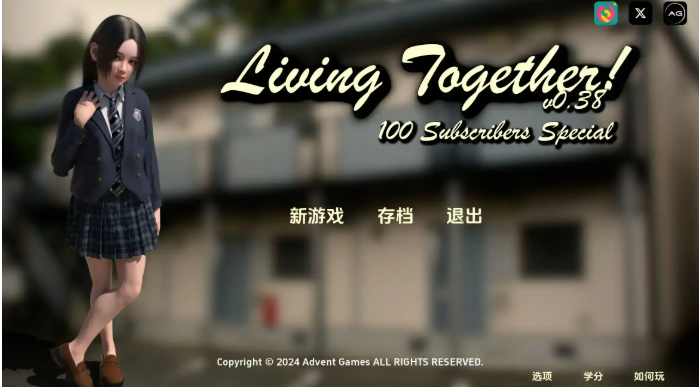 AG
Living Together!
v0.38
100 Subscribers Special
新游戏 存档 退出
Copyright © 2024 Advent Games ALL RIGHTS RESERVED.
选项 学分 如何玩